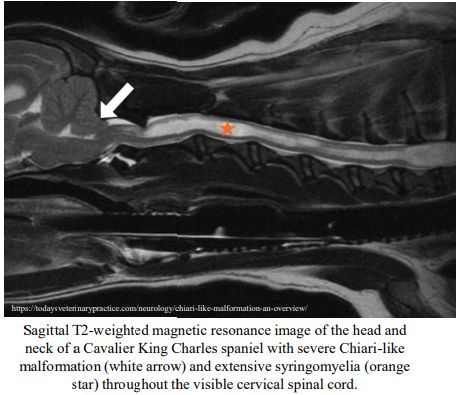 https://todaysveterinarypractice.com/neurology/chiari-like-malformation-an-overview/
Sagittal T2-weighted magnetic resonance image of the head and
neck of a Cavalier King Charles spaniel with severe Chiari-like
malformation (white arrow) and extensive syringomyelia (orange
star) throughout the visible cervical spinal cord.